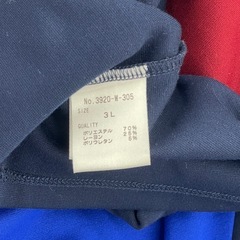 No.3920-W-305
SIZE
3L
QUALITY
ポリエステル 70%
レーヨン 25%
ポリウレタン 5%